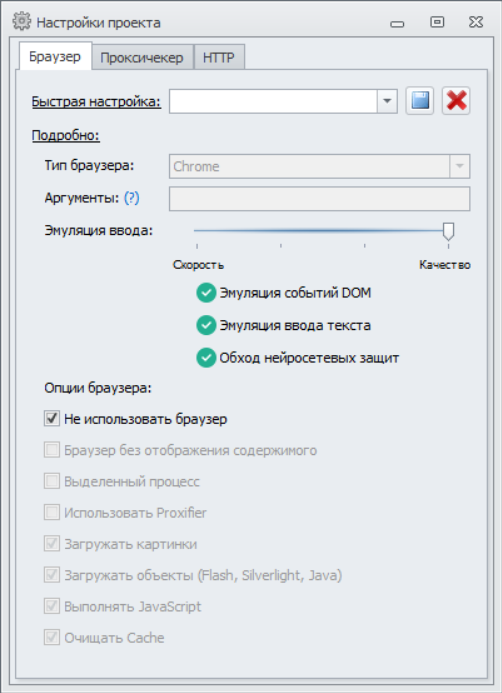 Настройки проекта
Браузер Проксичекер HTTP
Быстрая настройка:
Подробно:
Тип браузера: Chrome
Аргументы: (?)
Эмуляция ввода:
Скорость Качество
Эмуляция событий DOM
Эмуляция ввода текста
Обход нейросетевых защит
Опции браузера:
Не использовать браузер
Браузер без отображения содержимого
Выделенный процесс
Использовать Proxifier
Загружать картинки
Загружать объекты (Flash, Silverlight, Java)
Выполнять JavaScript
Очищать Cache